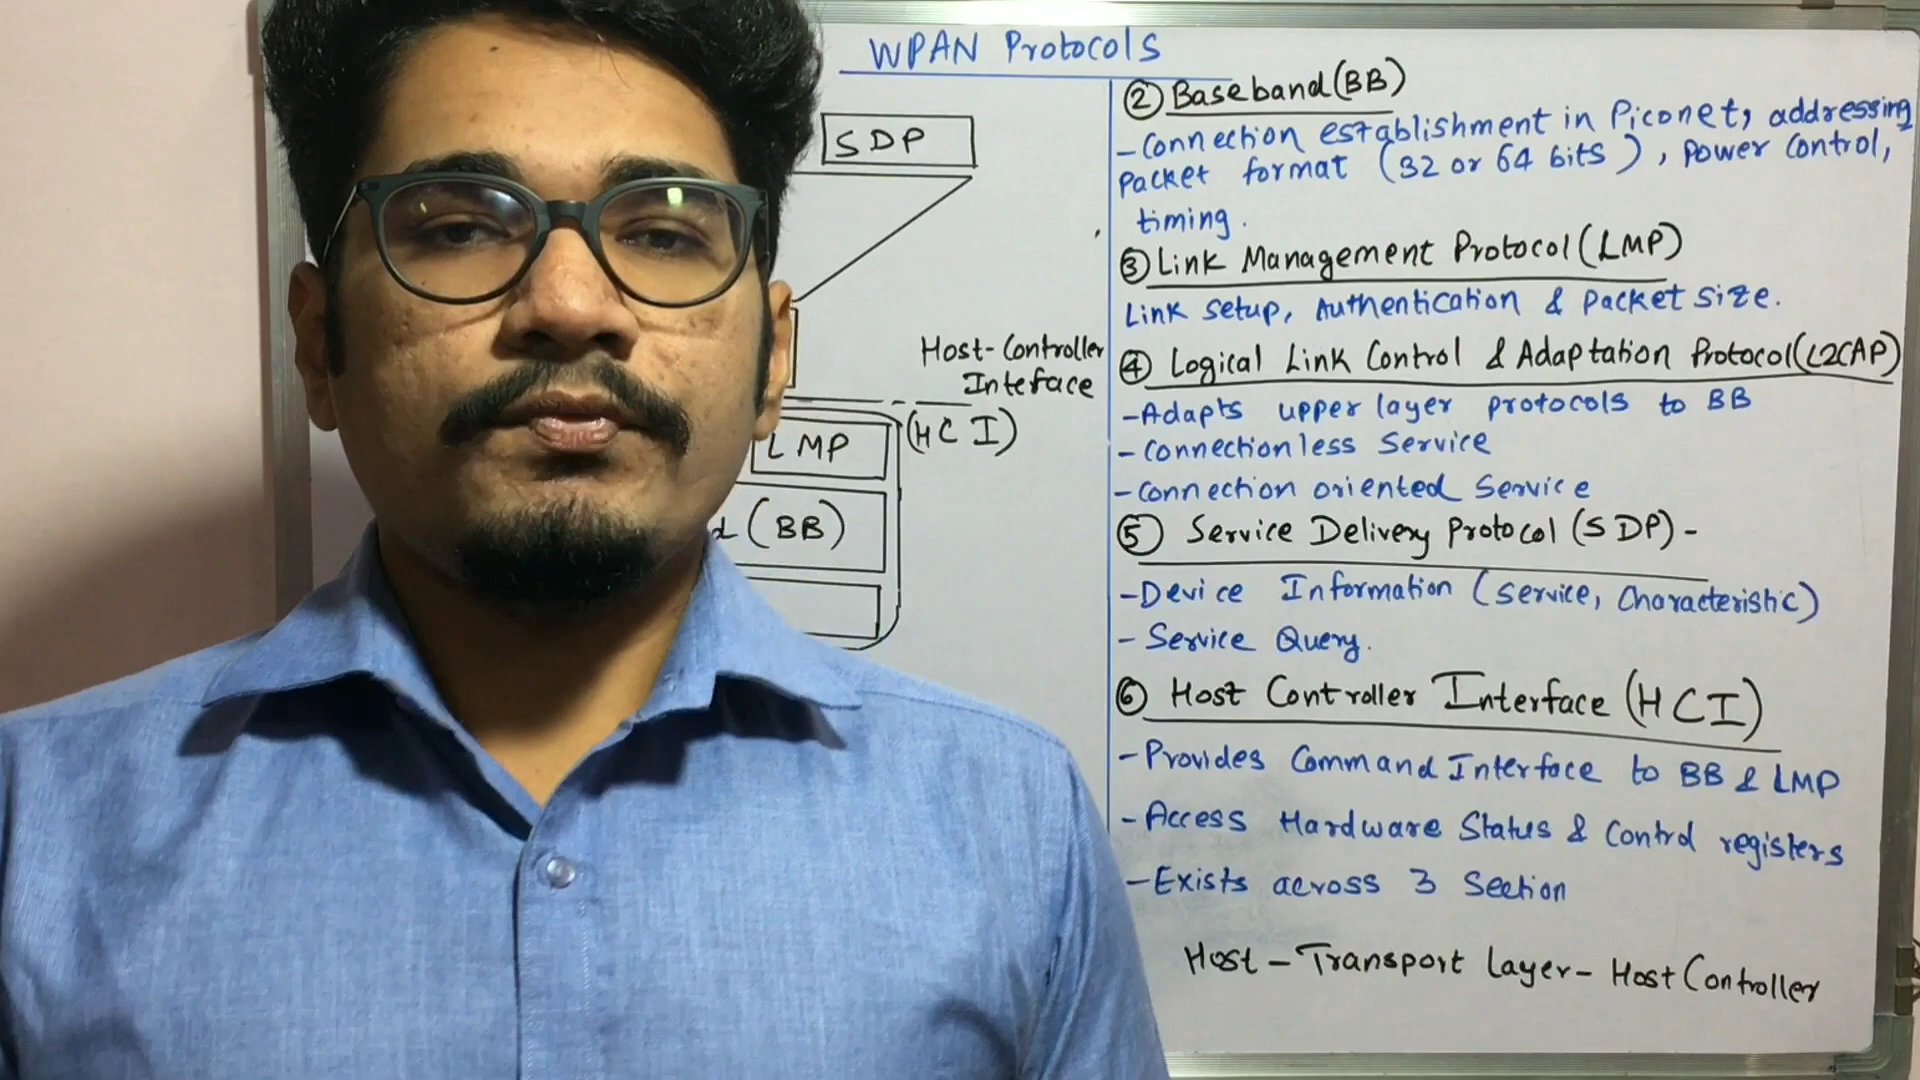 WPAN Protocols
SDP
Host-Controller
Inteface
(HCI)
LMP
(BB)
② Baseband (BB)
- Connection establishment in Piconet, addressing
Packet format (32 or 64 bits), Power Control,
timing.
③ Link Management Protocol (LMP)
Link setup, Authentication & Packet size.
④ Logical Link Control & Adaptation Protocol (L2CAP)
- Adapts upper layer protocols to BB
- Connectionless Service
- Connection oriented Service
⑤ Service Delivery Protocol (SDP) -
- Device Information (Service, Characteristic)
- Service Query.
⑥ Host Controller Interface (HCI)
- Provides Command Interface to BB & LMP
- Access Hardware Status & Control registers
- Exists across 3 Section
Host - Transport Layer - Host Controller